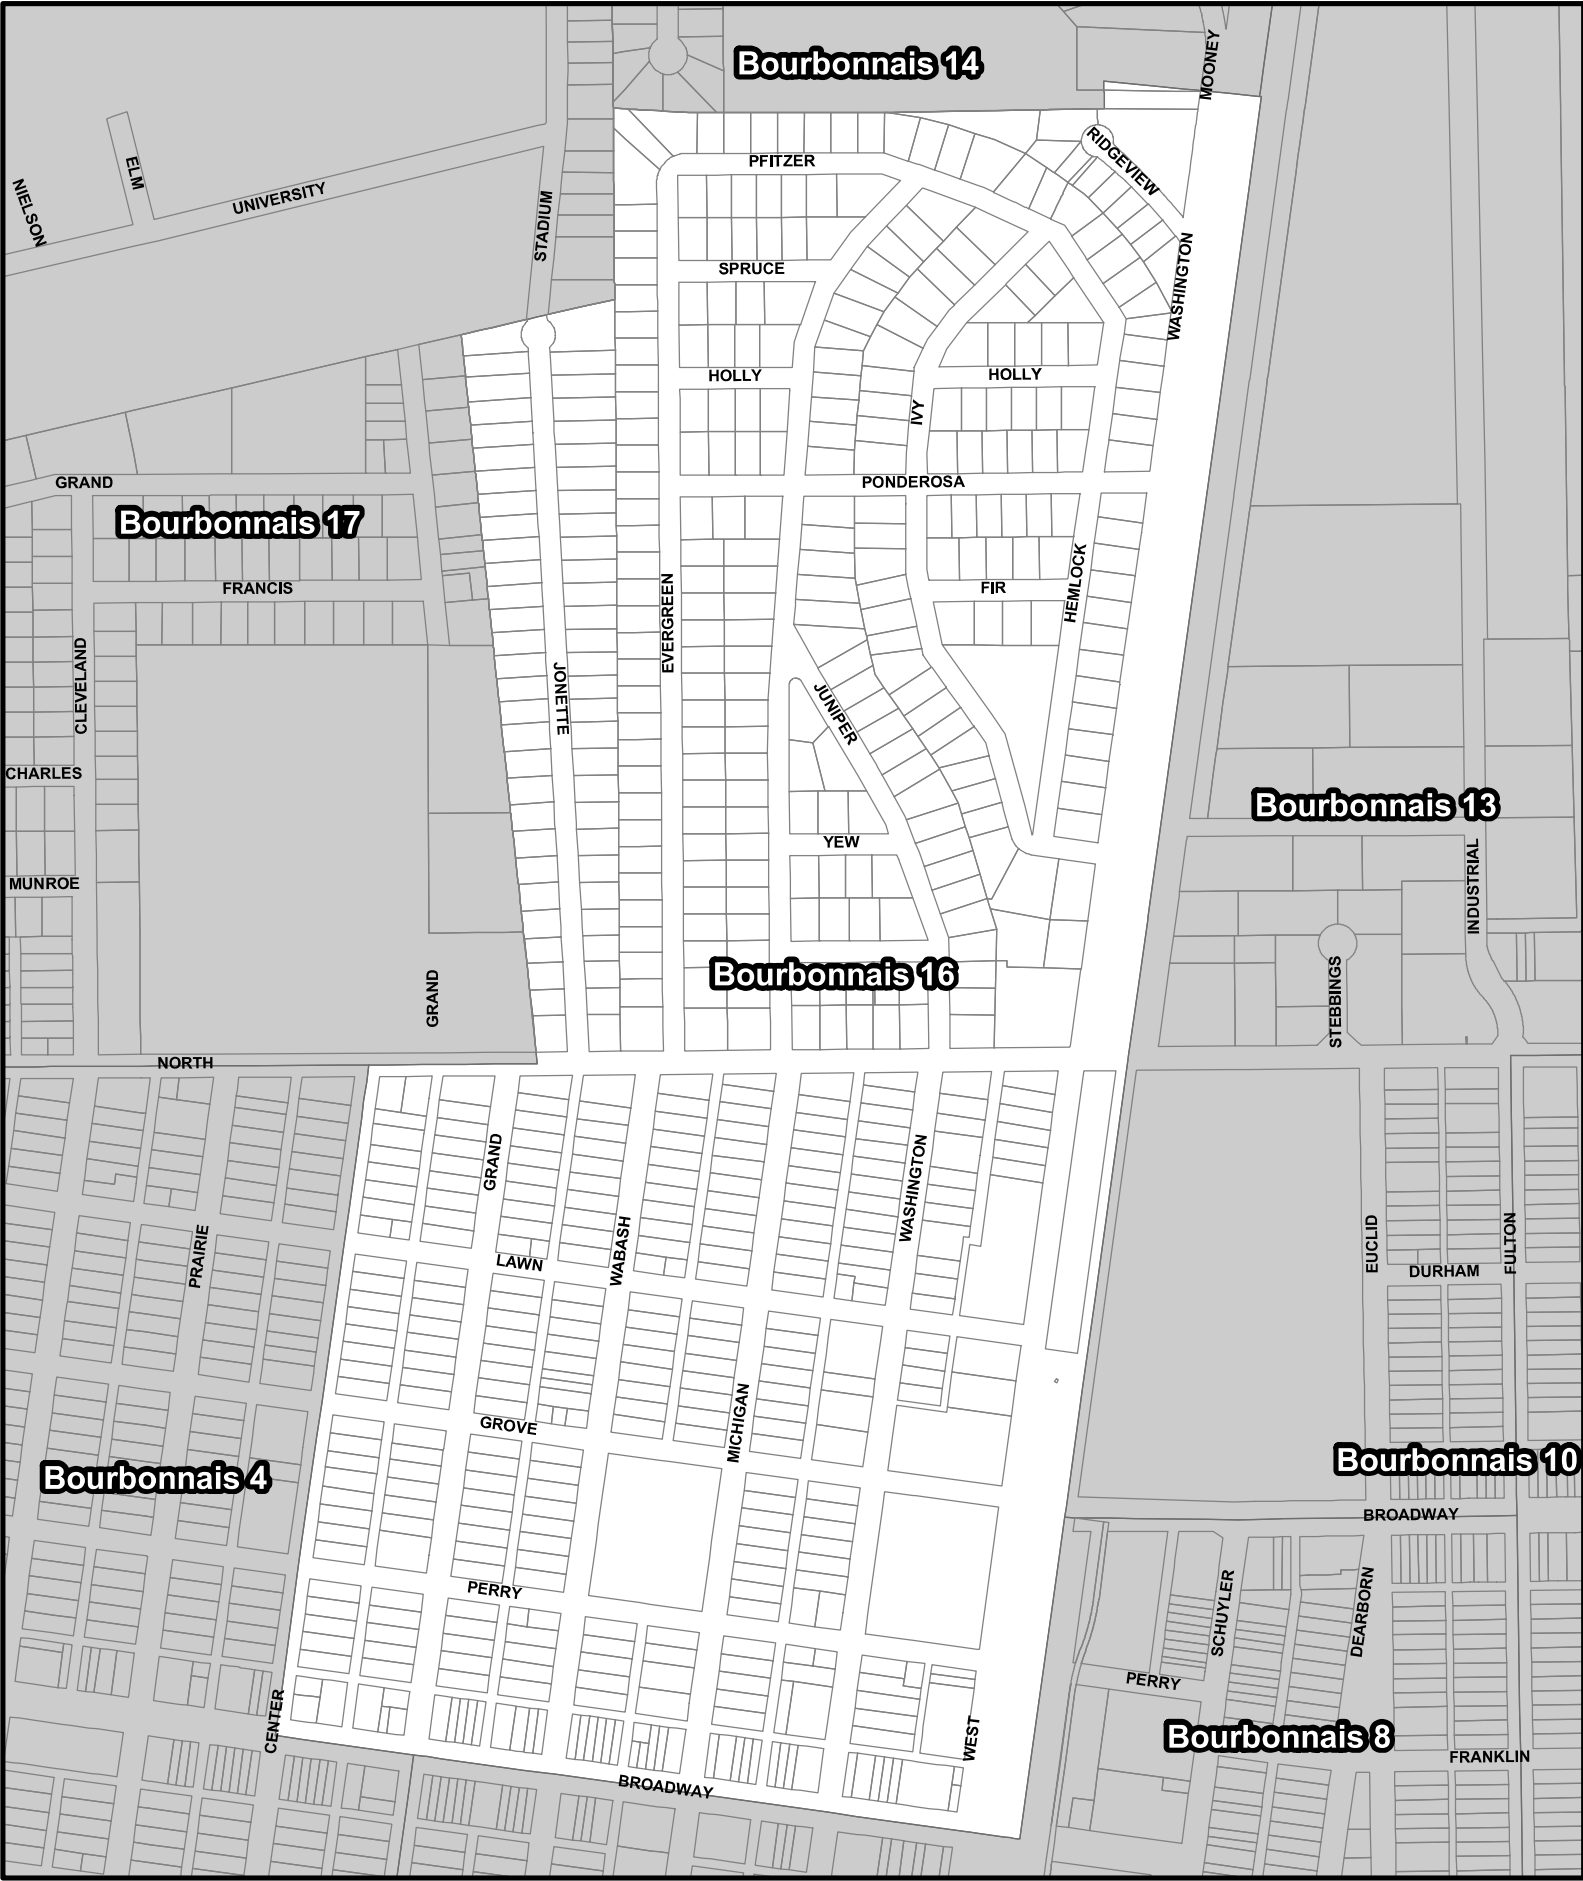 Bourbonnais 14
MOONEY
RIDGEVIEW
PFITZER
ELM
NIELSON
UNIVERSITY
STADIUM
SPRUCE
WASHINGTON
HOLLY
HOLLY
IVY
GRAND
PONDEROSA
Bourbonnais 17
FRANCIS
EVERGREEN
FIR
HEMLOCK
CLEVELAND
JONETTE
JUNIPER
CHARLES
Bourbonnais 13
YEW
MUNROE
INDUSTRIAL
Bourbonnais 16
GRAND
STEBBINGS
NORTH
GRAND
WASHINGTON
PRAIRIE
WABASH
LAWN
EUCLID
FULTON
DURHAM
MICHIGAN
GROVE
Bourbonnais 4
Bourbonnais 10
BROADWAY
PERRY
SCHUYLER
DEARBORN
PERRY
CENTER
WEST
Bourbonnais 8
FRANKLIN
BROADWAY